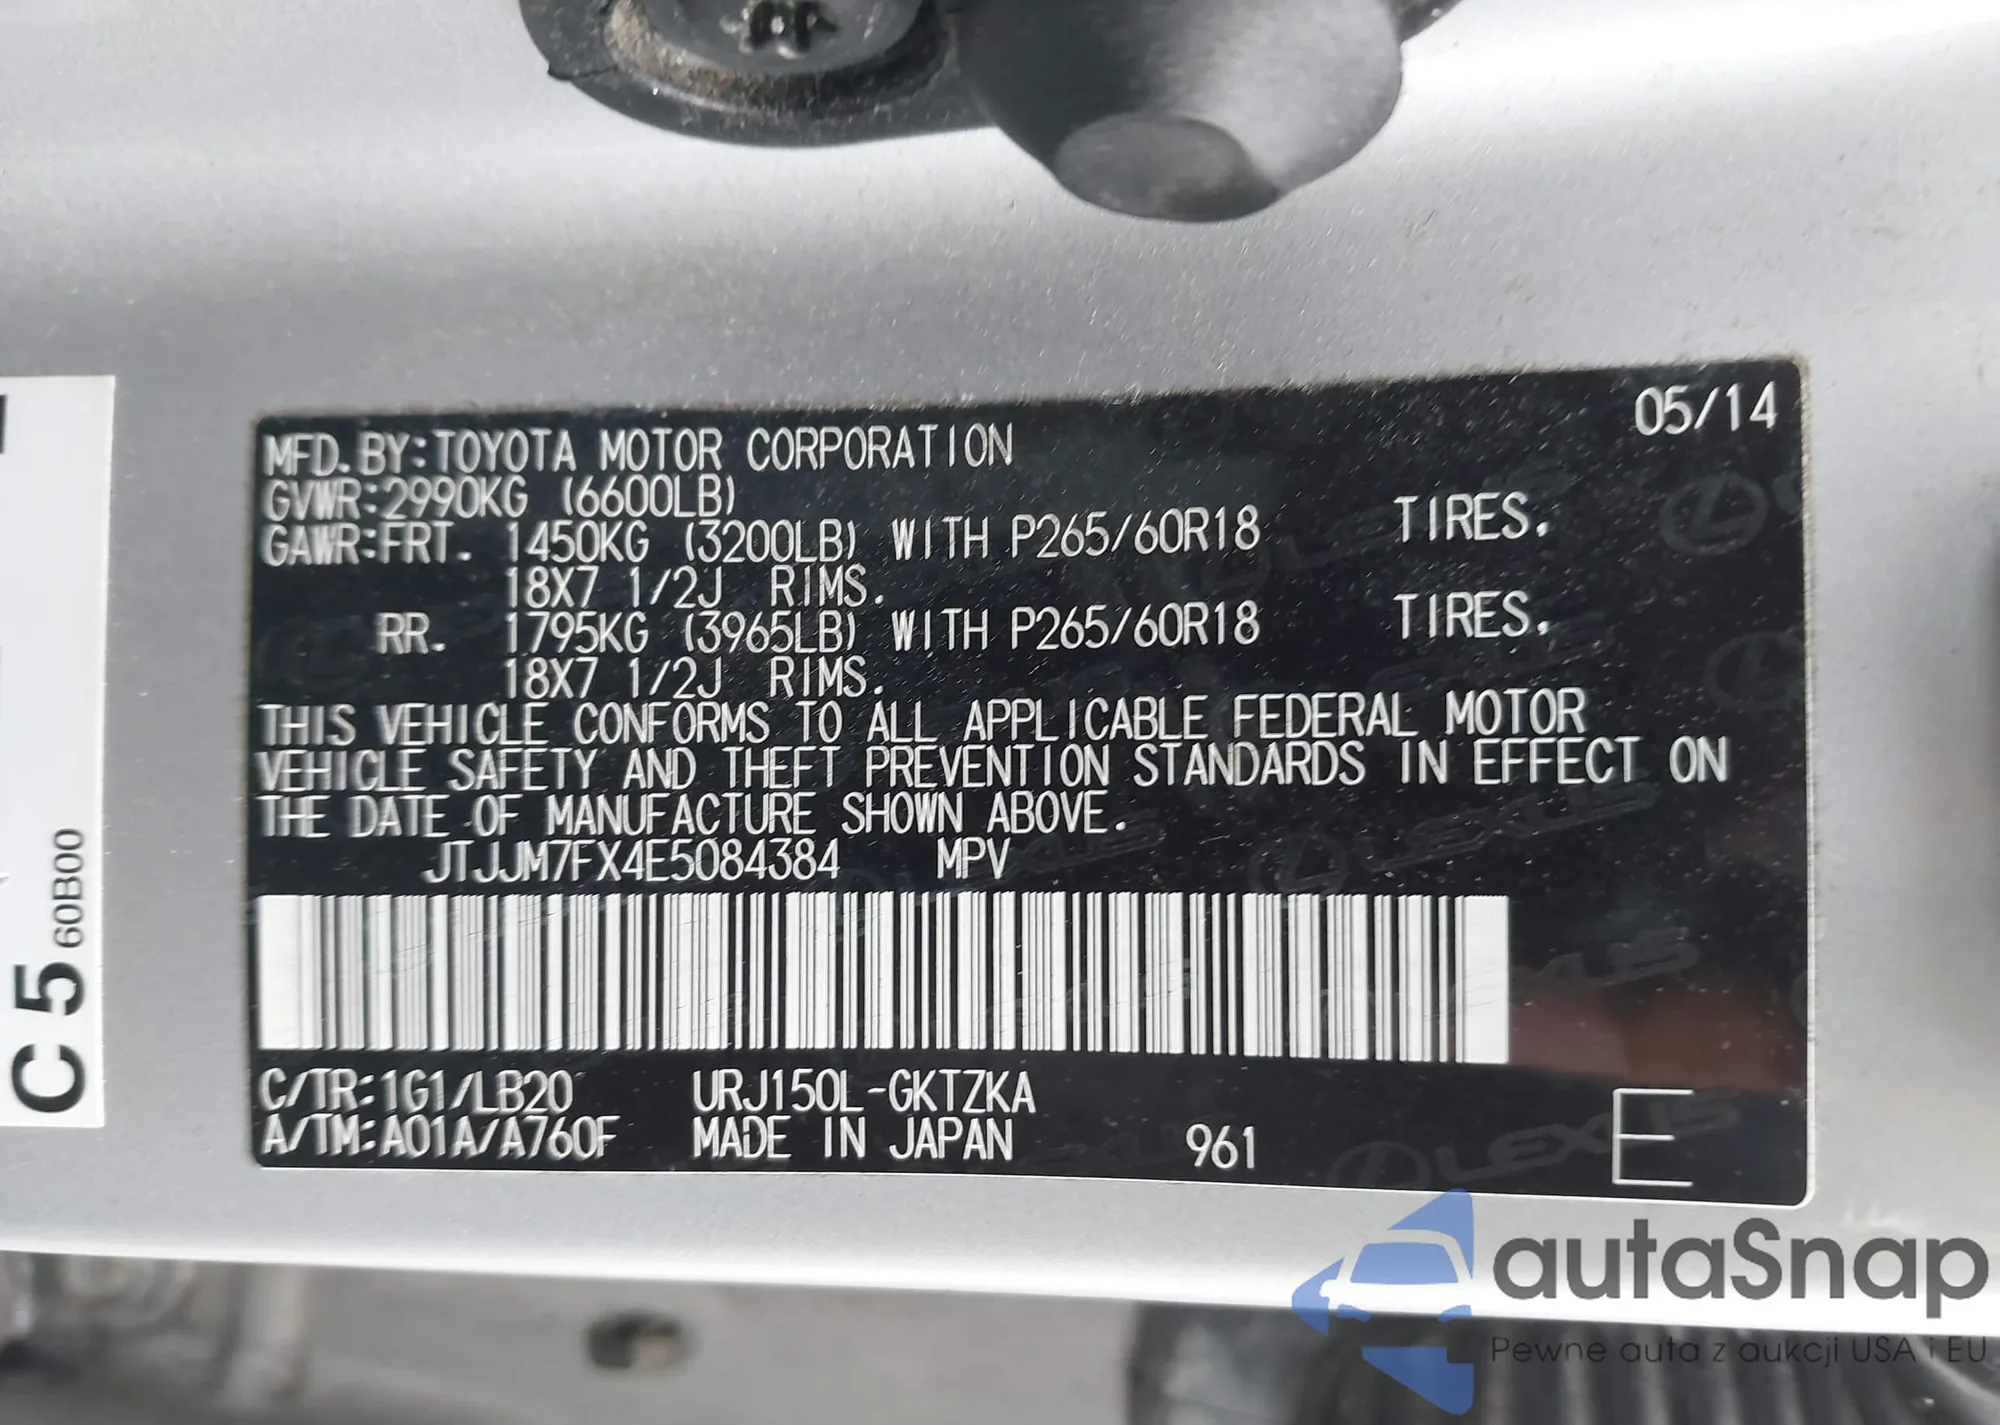 05/14
MFD.BY:TOYOTA MOTOR CORPORATION
GVWR:2990KG (6600LB)
GAWR:FRT. 1450KG (3200LB) WITH P265/60R18 TIRES.
18X7 1/2J RIMS.
RR. 1795KG (3965LB) WITH P265/60R18 TIRES.
18X7 1/2J RIMS.
THIS VEHICLE CONFORMS TO ALL APPLICABLE FEDERAL MOTOR
VEHICLE SAFETY AND THEFT PREVENTION STANDARDS IN EFFECT ON
THE DATE OF MANUFACTURE SHOWN ABOVE.
JTJJM7FX4E5084384 MPV
C/TR:1G1/LB20 URJ150L-GKTZKA
A/TM:A01A/A760F MADE IN JAPAN 961 E
C5 60B00
LEXUS
autoSnap
Pewne auta z aukcji USA i EU